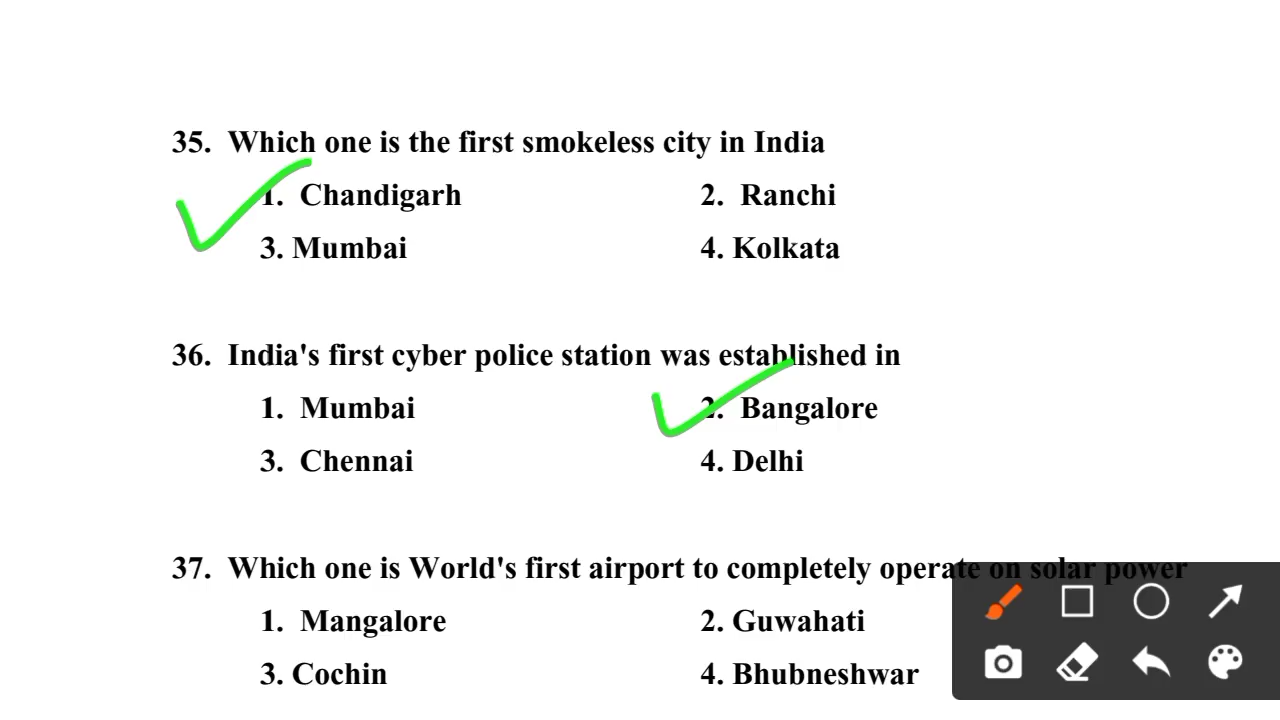 35. Which one is the first smokeless city in India
1. Chandigarh 2. Ranchi
3. Mumbai 4. Kolkata
36. India's first cyber police station was established in
1. Mumbai 2. Bangalore
3. Chennai 4. Delhi
37. Which one is World's first airport to completely operate on solar power
1. Mangalore 2. Guwahati
3. Cochin 4. Bhubneshwar